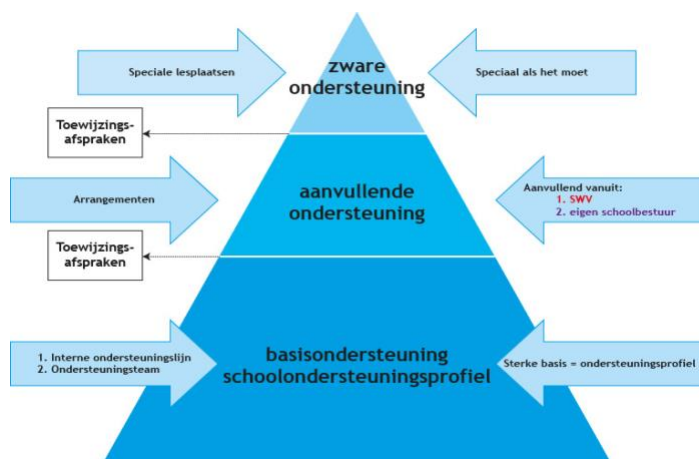 Speciale lesplaatsen
zware
ondersteuning
Speciaal als het moet
Toewijzings-
afspraken
Arrangementen
aanvullende
ondersteuning
Aanvullend vanuit:
1. SWV
2. eigen schoolbestuur
Toewijzings-
afspraken
1. Interne ondersteuningslijn
2. Ondersteuningsteam
basisondersteuning
schoolondersteuningsprofiel
Sterke basis = ondersteuningsprofiel